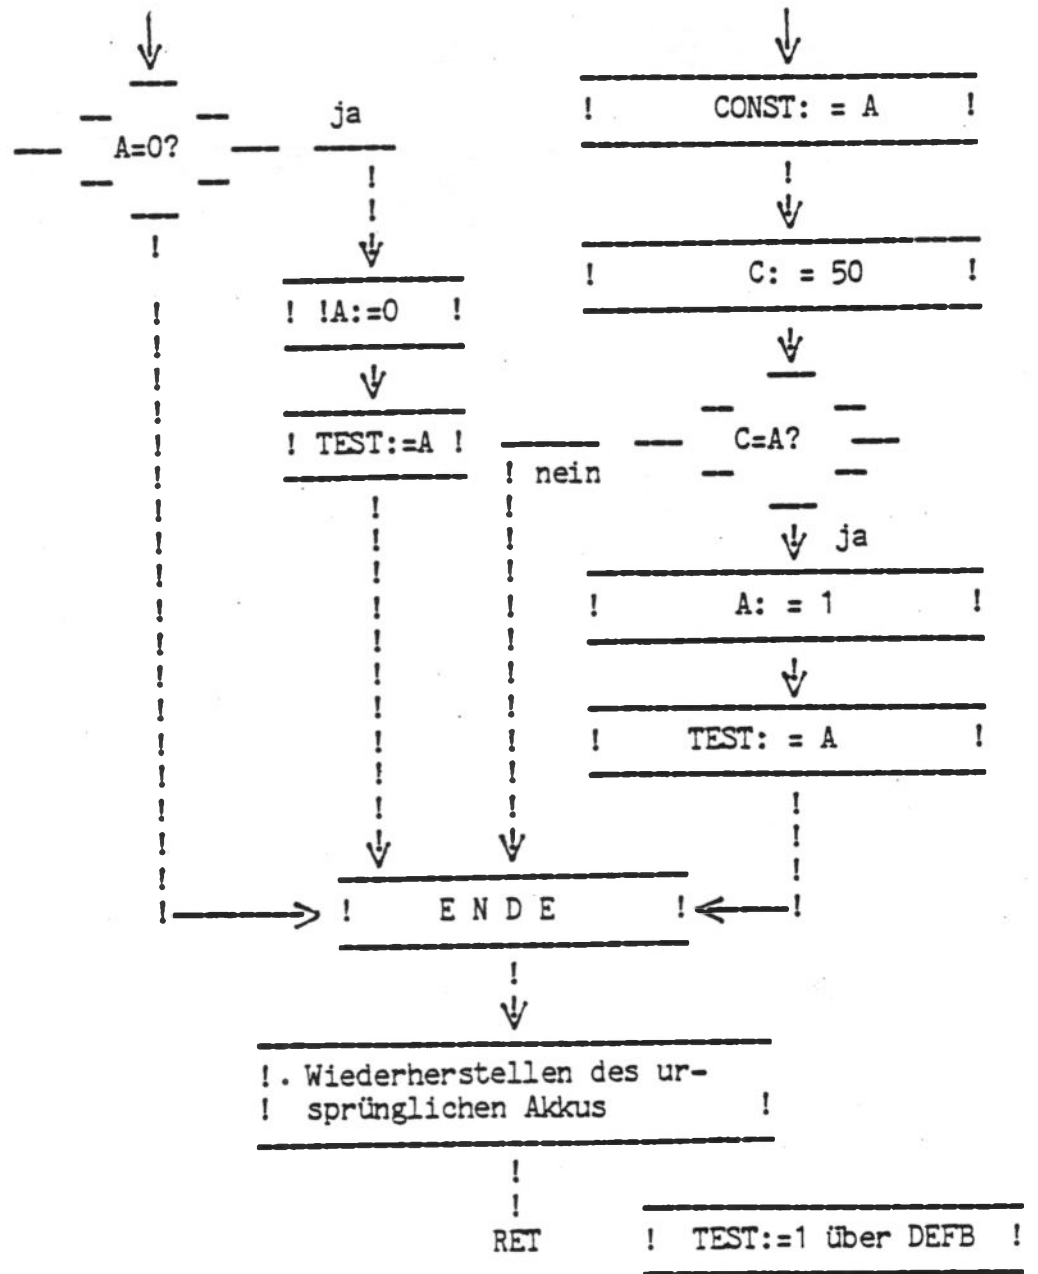 A=0?
ja
! !A:=0 !
! TEST:=A !
! CONST: = A !
! C: = 50 !
C=A?
nein
ja
! A: = 1 !
! TEST: = A !
! E N D E !
!. Wiederherstellen des ur-
! sprünglichen Akkus !
RET
! TEST:=1 über DEFB !